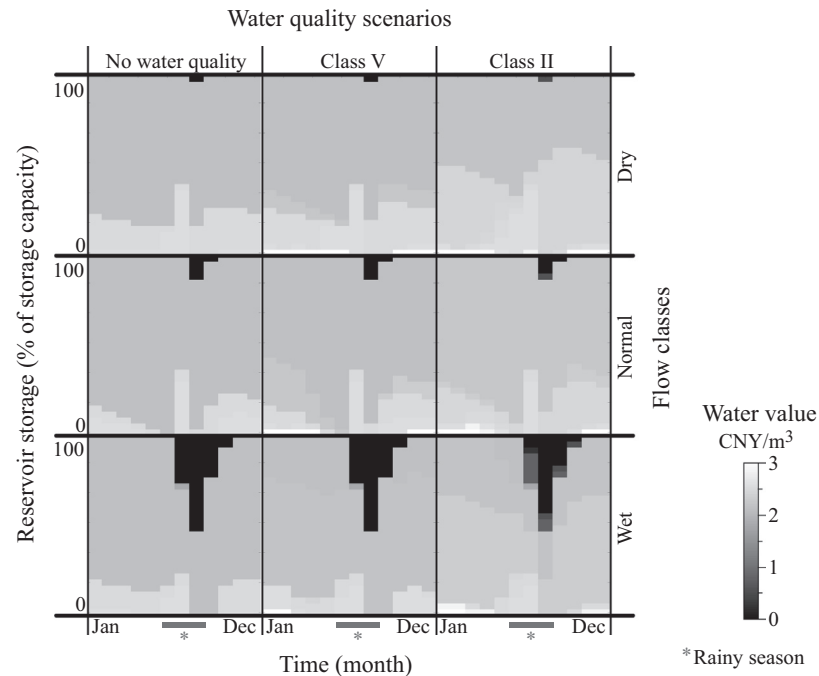 Water quality scenarios
No water quality
Class V
Class II
100
0
Dry
100
0
Normal
100
0
Wet
Reservoir storage (% of storage capacity)
Flow classes
Jan
*
Dec
Jan
*
Dec
Jan
*
Dec
Time (month)
Water value
CNY/m³
3
2
1
0
*Rainy season